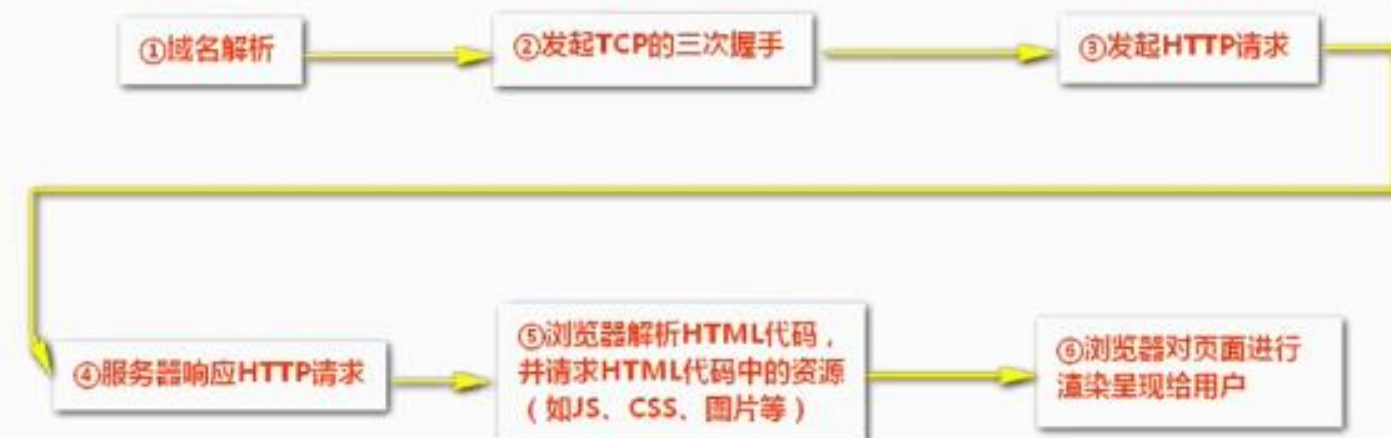 ①域名解析
②发起TCP的三次握手
③发起HTTP请求
④服务器响应HTTP请求
⑤浏览器解析HTML代码，
并请求HTML代码中的资源
（如JS、CSS、图片等）
⑥浏览器对页面进行
渲染呈现给用户